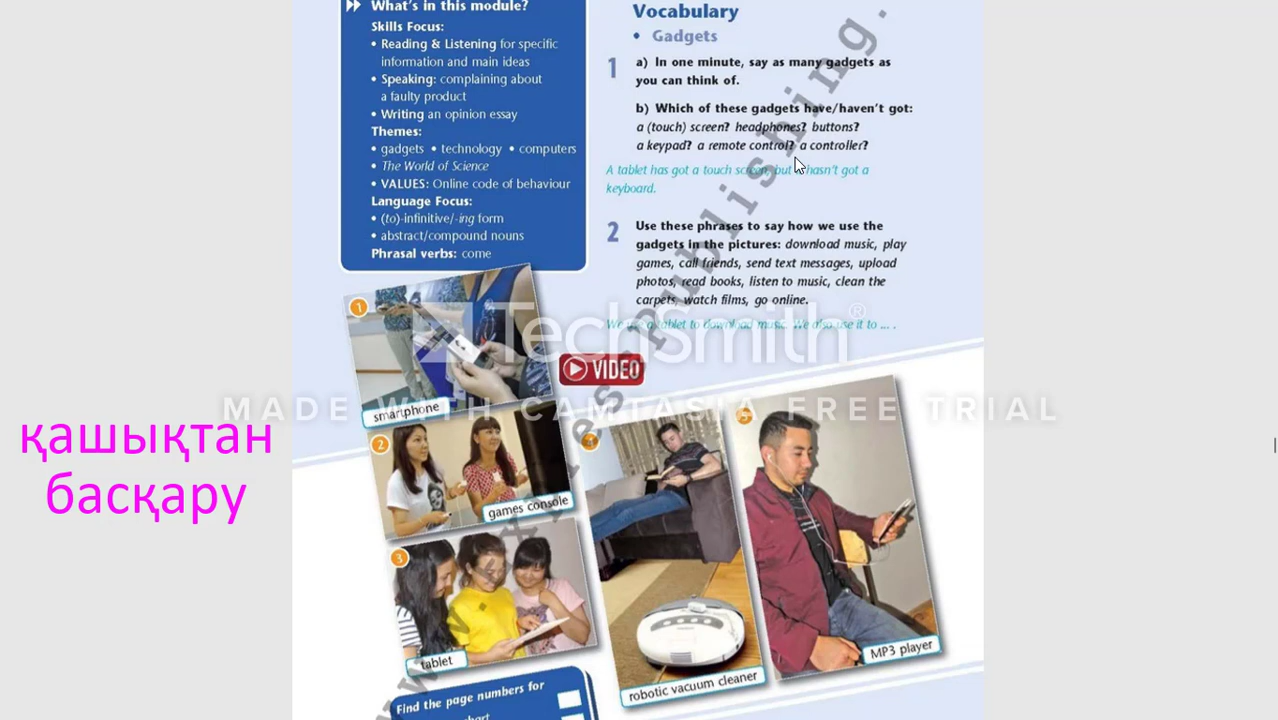 What's in this module?
Skills Focus:
• Reading & Listening for specific
information and main ideas
• Speaking: complaining about
a faulty product
• Writing an opinion essay
Themes:
• gadgets • technology • computers
• The World of Science
• VALUES: Online code of behaviour
Language Focus:
• (to)-infinitive/-ing form
• abstract/compound nouns
Phrasal verbs: come
Vocabulary
• Gadgets
1 a) In one minute, say as many gadgets as
you can think of.
b) Which of these gadgets have/haven't got:
a (touch) screen? headphones? buttons?
a keypad? a remote control? a controller?
A tablet has got a touch screen, but hasn't got a
keyboard.
2 Use these phrases to say how we use the
gadgets in the pictures: download music, play
games, call friends, send text messages, upload
photos, read books, listen to music, clean the
carpets, watch films, go online.
We use a tablet to download music. We also use it to ... .
1
smartphone
VIDEO
2
games console
3
tablet
4
robotic vacuum cleaner
5
MP3 player
Find the page numbers for
қашықтан
басқару
Techsmith®
MADE WITH CAMTASIA FREE TRIAL